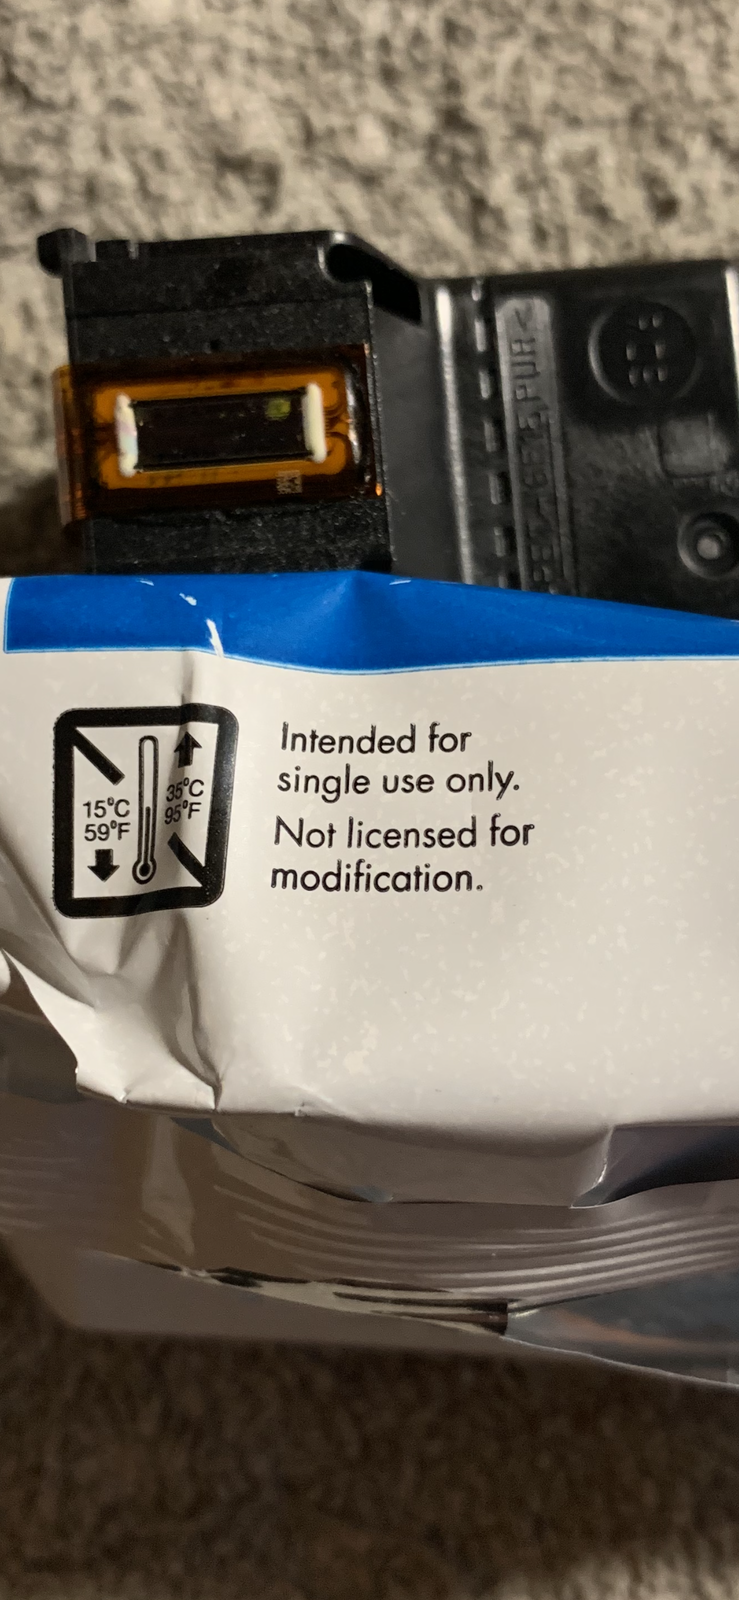 15°C
59°F
35°C
95°F
Intended for
single use only.
Not licensed for
modification.